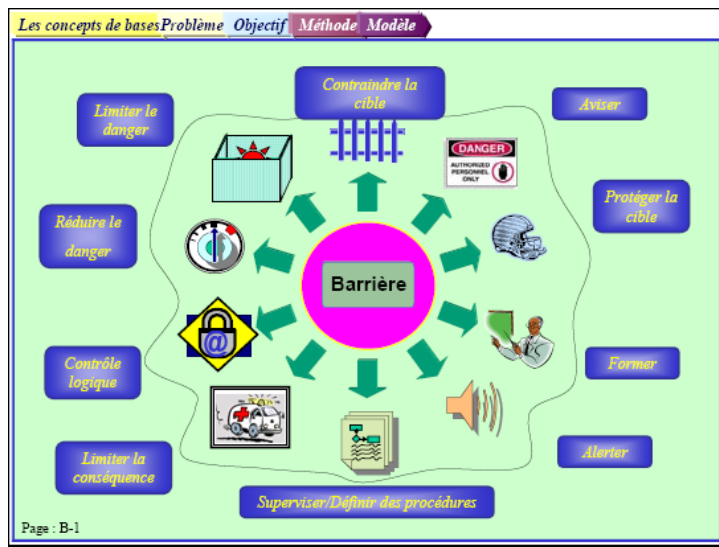 Les concepts de bases Problème Objectif Méthode Modèle
Contraindre la
cible
Limiter le
danger
Aviser
DANGER
AUTHORIZED
PERSONNEL
ONLY
Protéger la
cible
Réduire le
danger
Barrière
@
Contrôle
logique
Former
Limiter la
conséquence
Alerter
Superviser/Définir des procédures
Page : B-1